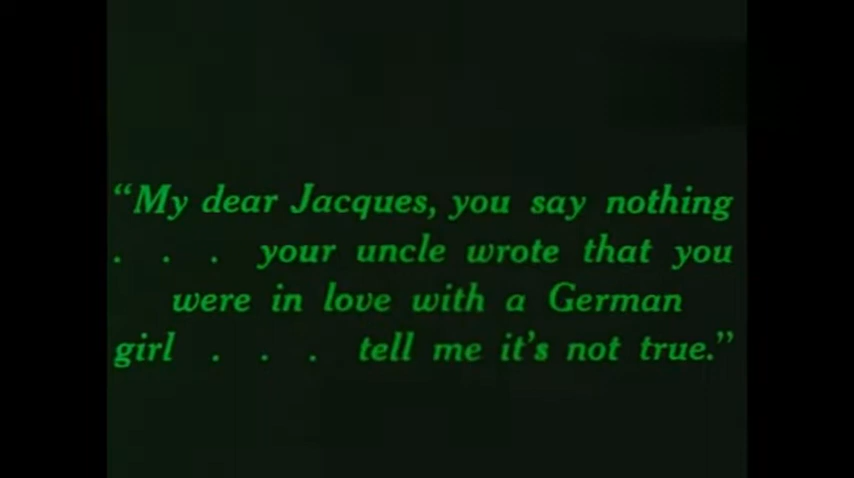 “My dear Jacques, you say nothing
. . . your uncle wrote that you
were in love with a German
girl . . . tell me it’s not true.”